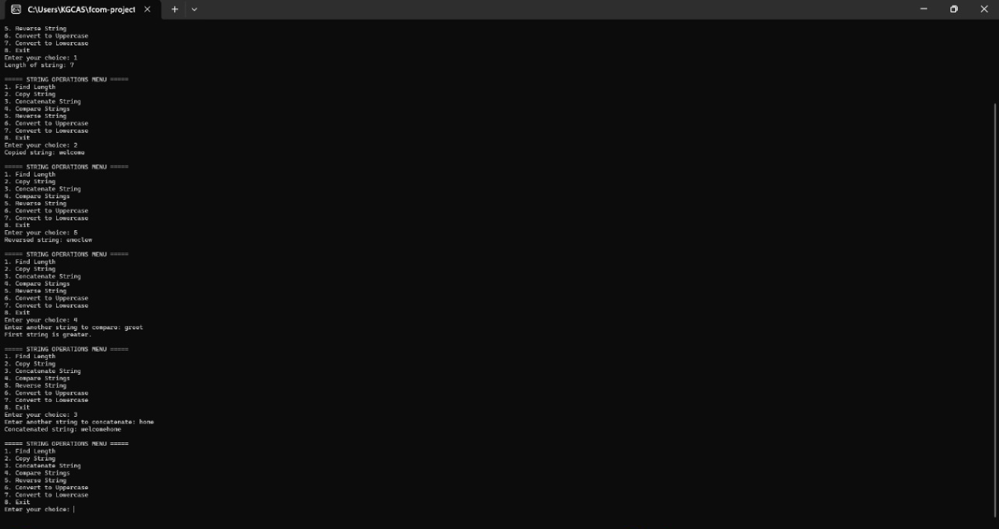 C:\Users\KGCAS\fcom-project
5. Reverse String
6. Convert to Uppercase
7. Convert to Lowercase
8. Exit
Enter your choice: 1
Length of string: 7
===== STRING OPERATIONS MENU =====
1. Find Length
2. Copy String
3. Concatenate String
4. Compare Strings
5. Reverse String
6. Convert to Uppercase
7. Convert to Lowercase
8. Exit
Enter your choice: 2
Copied string: welcome
===== STRING OPERATIONS MENU =====
1. Find Length
2. Copy String
3. Concatenate String
4. Compare Strings
5. Reverse String
6. Convert to Uppercase
7. Convert to Lowercase
8. Exit
Enter your choice: 5
Reversed string: emoclew
===== STRING OPERATIONS MENU =====
1. Find Length
2. Copy String
3. Concatenate String
4. Compare Strings
5. Reverse String
6. Convert to Uppercase
7. Convert to Lowercase
8. Exit
Enter your choice: 4
Enter another string to compare: greet
First string is greater.
===== STRING OPERATIONS MENU =====
1. Find Length
2. Copy String
3. Concatenate String
4. Compare Strings
5. Reverse String
6. Convert to Uppercase
7. Convert to Lowercase
8. Exit
Enter your choice: 3
Enter another string to concatenate: home
Concatenated string: welcomehome
===== STRING OPERATIONS MENU =====
1. Find Length
2. Copy String
3. Concatenate String
4. Compare Strings
5. Reverse String
6. Convert to Uppercase
7. Convert to Lowercase
8. Exit
Enter your choice: